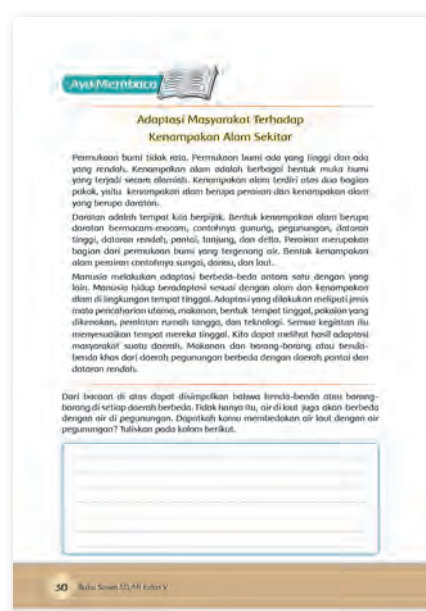 Ayo Membaca
Adaptasi Masyarakat Terhadap
Kenampakan Alam Sekitar
Permukaan bumi tidak rata. Permukaan bumi ada yang tinggi dan ada
yang rendah. Kenampakan alam adalah berbagai bentuk muka bumi
yang terjadi secara alamiah. Kenampakan alam terdiri atas dua bagian
pokok, yaitu kenampakan alam berupa perairan dan kenampakan alam
yang berupa daratan.
Daratan adalah tempat kita berpijak. Bentuk kenampakan alam berupa
daratan bermacam-macam, contohnya gunung, pegunungan, dataran
tinggi, dataran rendah, pantai, tanjung, dan delta. Perairan merupakan
bagian dari permukaan bumi yang tergenang air. Bentuk kenampakan
alam perairan contohnya sungai, danau, dan laut.
Manusia melakukan adaptasi berbeda-beda antara satu dengan yang
lain. Manusia hidup beradaptasi sesuai dengan alam dan kenampakan
alam di lingkungan tempat tinggal. Adaptasi yang dilakukan meliputi jenis
mata pencaharian utama, makanan, bentuk tempat tinggal, pakaian yang
dikenakan, peralatan rumah tangga, dan teknologi. Semua kegiatan itu
menyesuaikan tempat mereka tinggal. Kita dapat melihat hasil adaptasi
masyarakat suatu daerah. Makanan dan barang-barang atau benda-
benda khas dari daerah pegunungan berbeda dengan daerah pantai dan
dataran rendah.
Dari bacaan di atas dapat disimpulkan bahwa benda-benda atau barang-
barang di setiap daerah berbeda. Tidak hanya itu, air di laut juga akan berbeda
dengan air di pegunungan. Dapatkah kamu membedakan air laut dengan air
pegunungan? Tuliskan pada kolom berikut.
50 Buku Siswa SD/MI Kelas V